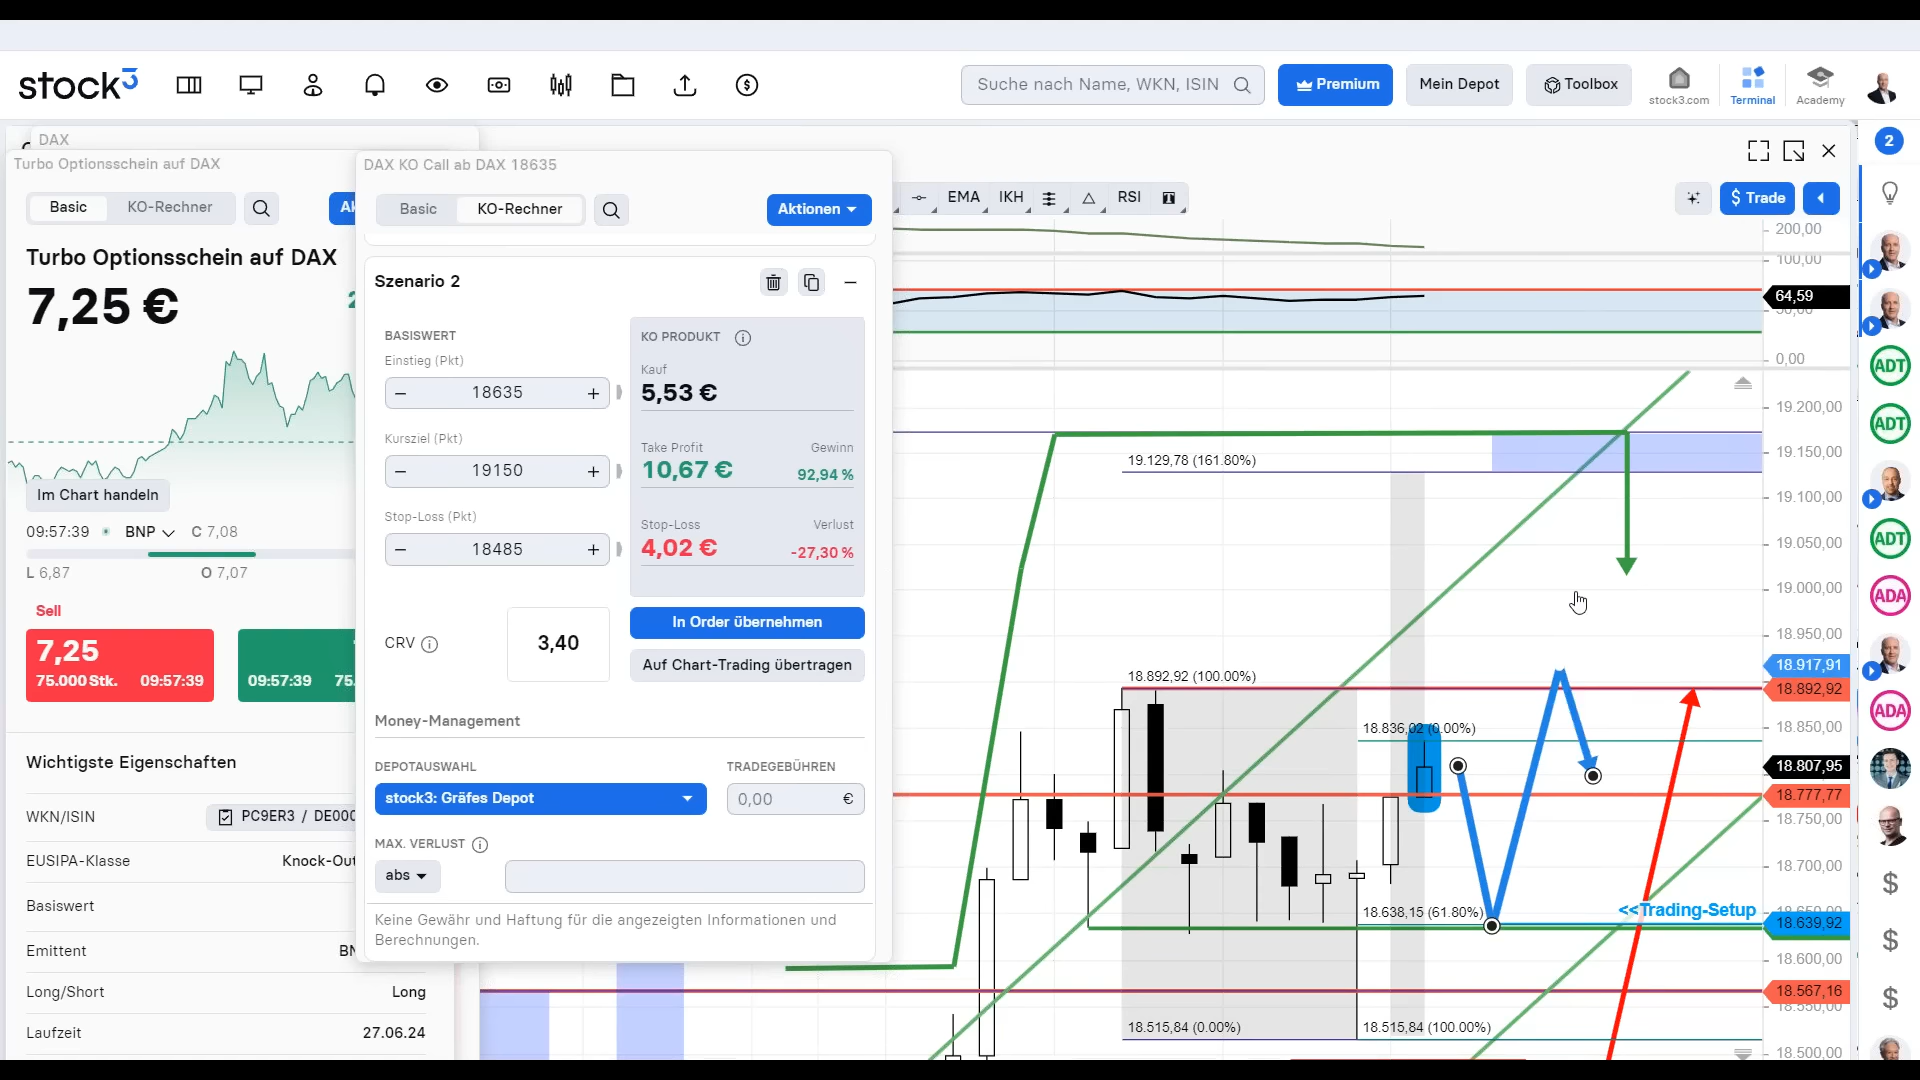 stock3
Suche nach Name, WKN, ISIN
Premium
Mein Depot
Toolbox
stock3.com
Terminal
Academy
DAX
Turbo Optionsschein auf DAX
Basic
KO-Rechner
Turbo Optionsschein auf DAX
7,25 €
Im Chart handeln
09:57:39 BNP C 7,08
L 6,87 O 7,07
Sell
7,25
75.000 Stk. 09:57:39
09:57:39 75.
Wichtigste Eigenschaften
WKN/ISIN PC9ER3 / DE000
EUSIPA-Klasse Knock-Out
Basiswert
Emittent BN
Long/Short Long
Laufzeit 27.06.24
DAX KO Call ab DAX 18635
Basic
KO-Rechner
Aktionen
Szenario 2
BASISWERT
Einstieg (Pkt)
− 18635 +
Kursziel (Pkt)
− 19150 +
Stop-Loss (Pkt)
− 18485 +
KO PRODUKT
Kauf
5,53 €
Take Profit Gewinn
10,67 € 92,94 %
Stop-Loss Verlust
4,02 € -27,30 %
CRV 3,40
In Order übernehmen
Auf Chart-Trading übertragen
Money-Management
DEPOTAUSWAHL TRADEGEBÜHREN
stock3: Gräfes Depot 0,00 €
MAX. VERLUST
abs
Keine Gewähr und Haftung für die angezeigten Informationen und
Berechnungen.
EMA IKH RSI
$ Trade
2
200,00
100,00
64,59
50,00
0,00
19.200,00
19.150,00
19.129,78 (161.80%)
19.100,00
19.050,00
19.000,00
18.950,00
18.917,91
18.892,92 (100.00%)
18.892,92
18.836,02 (0.00%)
18.850,00
18.807,95
18.777,77
18.750,00
18.700,00
18.638,15 (61.80%)
<<Trading-Setup
18.639,92
18.600,00
18.567,16
18.550,00
18.515,84 (0.00%)
18.515,84 (100.00%)
18.500,00
ADT
ADT
ADT
ADA
ADA
$
$
$